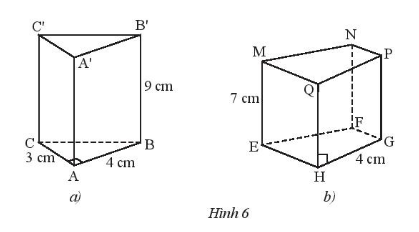 C' B' A' 9 cm C B 3 cm 4 cm A
a)
N M P Q 7 cm F E G 4 cm H
b)
Hình 6